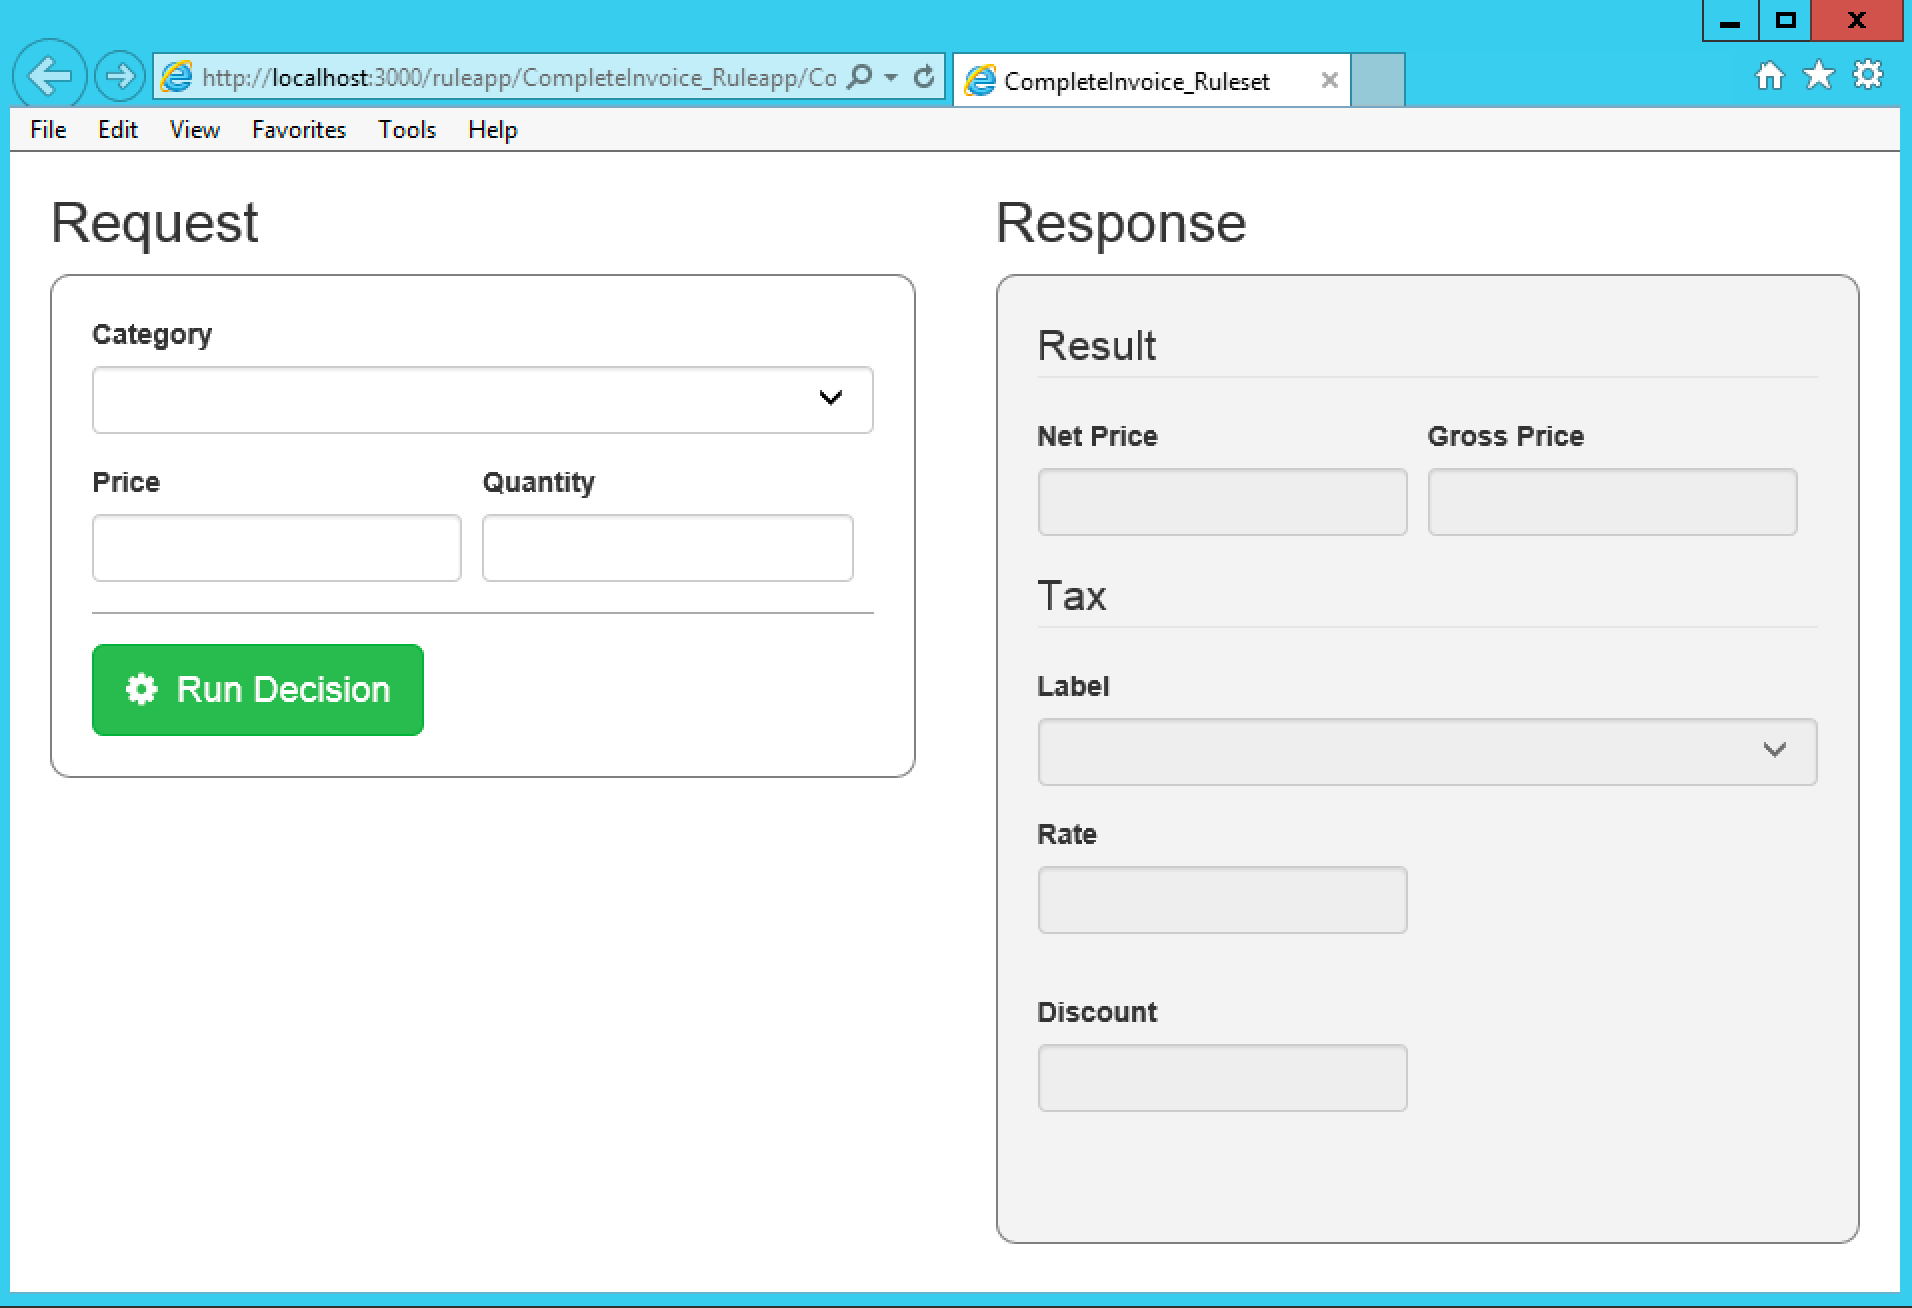 http://localhost:3000/ruleapp/CompleteInvoice_Ruleapp/Co
CompleteInvoice_Ruleset
File Edit View Favorites Tools Help
Request
Category
Price Quantity
Run Decision
Response
Result
Net Price Gross Price
Tax
Label
Rate
Discount